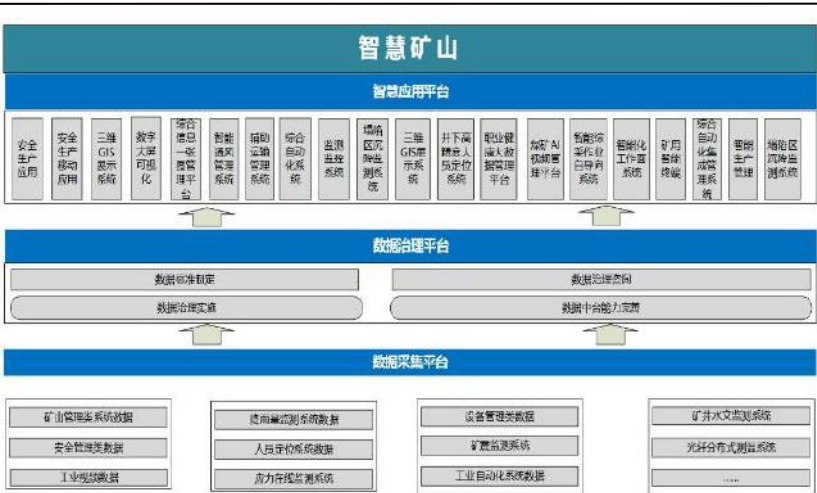 智慧矿山
智慧应用平台
安全生产应用
安全生产移动应用
三维GIS展示系统
数字大屏可视化
综合信息一张图管理平台
智能通风管理系统
辅助运输管理系统
综合自动化系统
监测监控系统
塌陷区沉降监测系统
三维GIS展示系统
井下高精度人员定位系统
职业健康大数据管理平台
煤矿AI视频管理平台
智能综采作业自导向系统
智能化工作面系统
矿用智能终端
综合自动化集成管理系统
智能生产管理
塌陷区沉降监测系统
数据治理平台
数据标准制定
数据治理咨询
数据治理实施
数据中台能力完善
数据采集平台
矿山管理类系统数据
安全管理类数据
工业视频数据
降雨量监测系统数据
人员定位系统数据
应力在线监测系统
设备管理类数据
矿震监测系统
工业自动化系统数据
矿井水文监测系统
光纤分布式测温系统
……